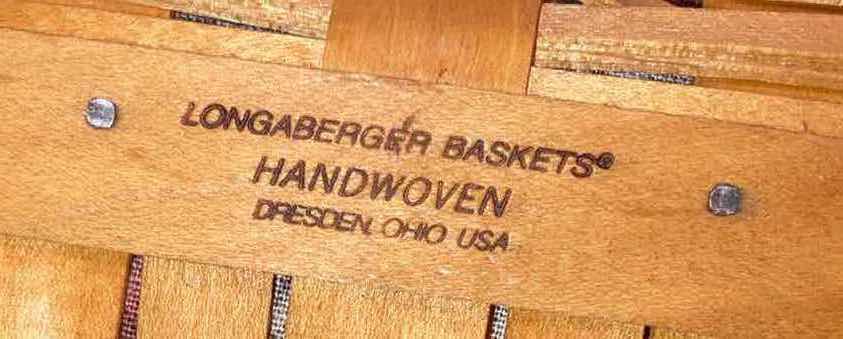 LONGABERGER BASKETS®
HANDWOVEN
DRESDEN, OHIO USA